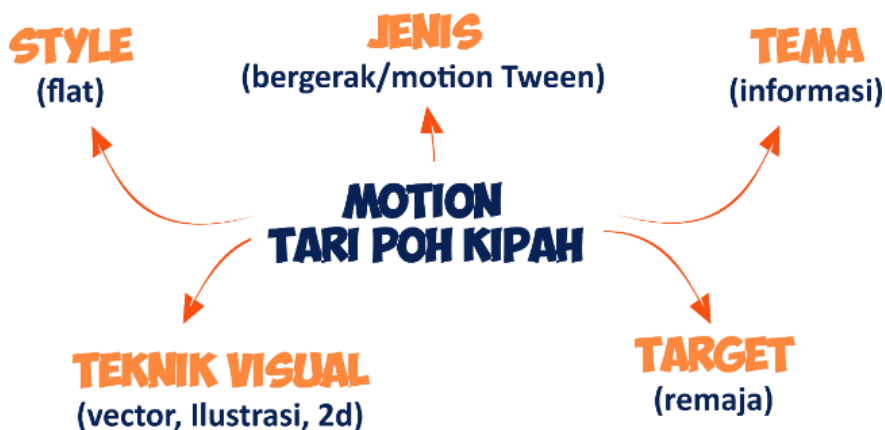 STYLE
(flat)
JENIS
(bergerak/motion Tween)
TEMA
(informasi)
MOTION
TARI POH KIPAH
TEKNIK VISUAL
(vector, Ilustrasi, 2d)
TARGET
(remaja)